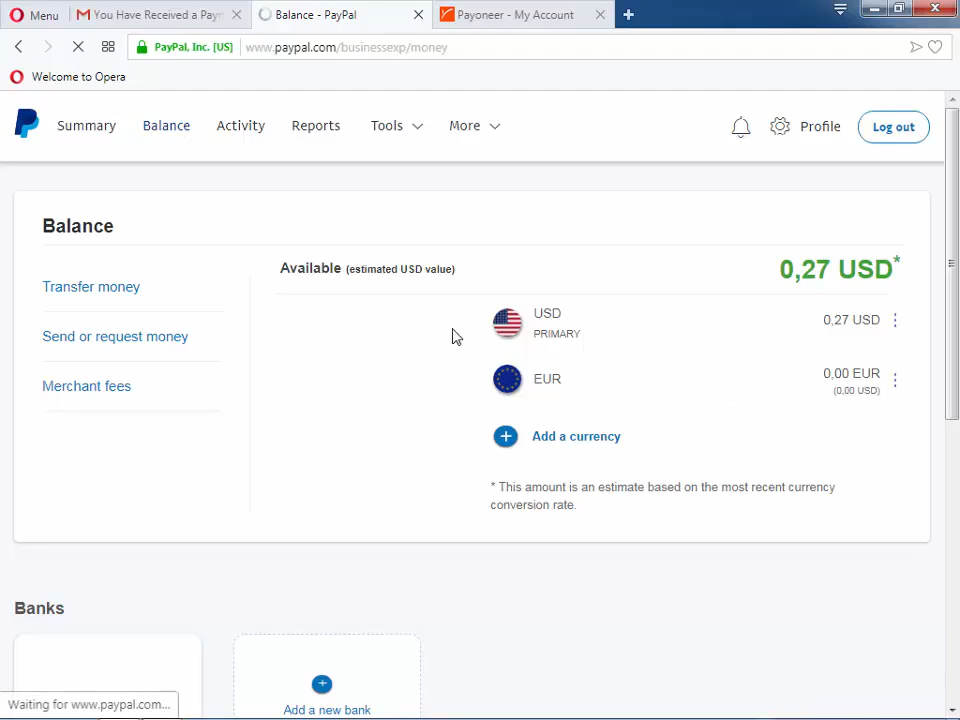 Menu
You Have Received a Payn
Balance - PayPal
Payoneer - My Account
PayPal, Inc. [US]
www.paypal.com/businessexp/money
Welcome to Opera
Summary
Balance
Activity
Reports
Tools
More
Profile
Log out
Balance
Transfer money
Send or request money
Merchant fees
Available (estimated USD value)
0,27 USD*
USD
PRIMARY
0,27 USD
EUR
0,00 EUR
(0,00 USD)
Add a currency
* This amount is an estimate based on the most recent currency
conversion rate.
Banks
Add a new bank
Waiting for www.paypal.com...